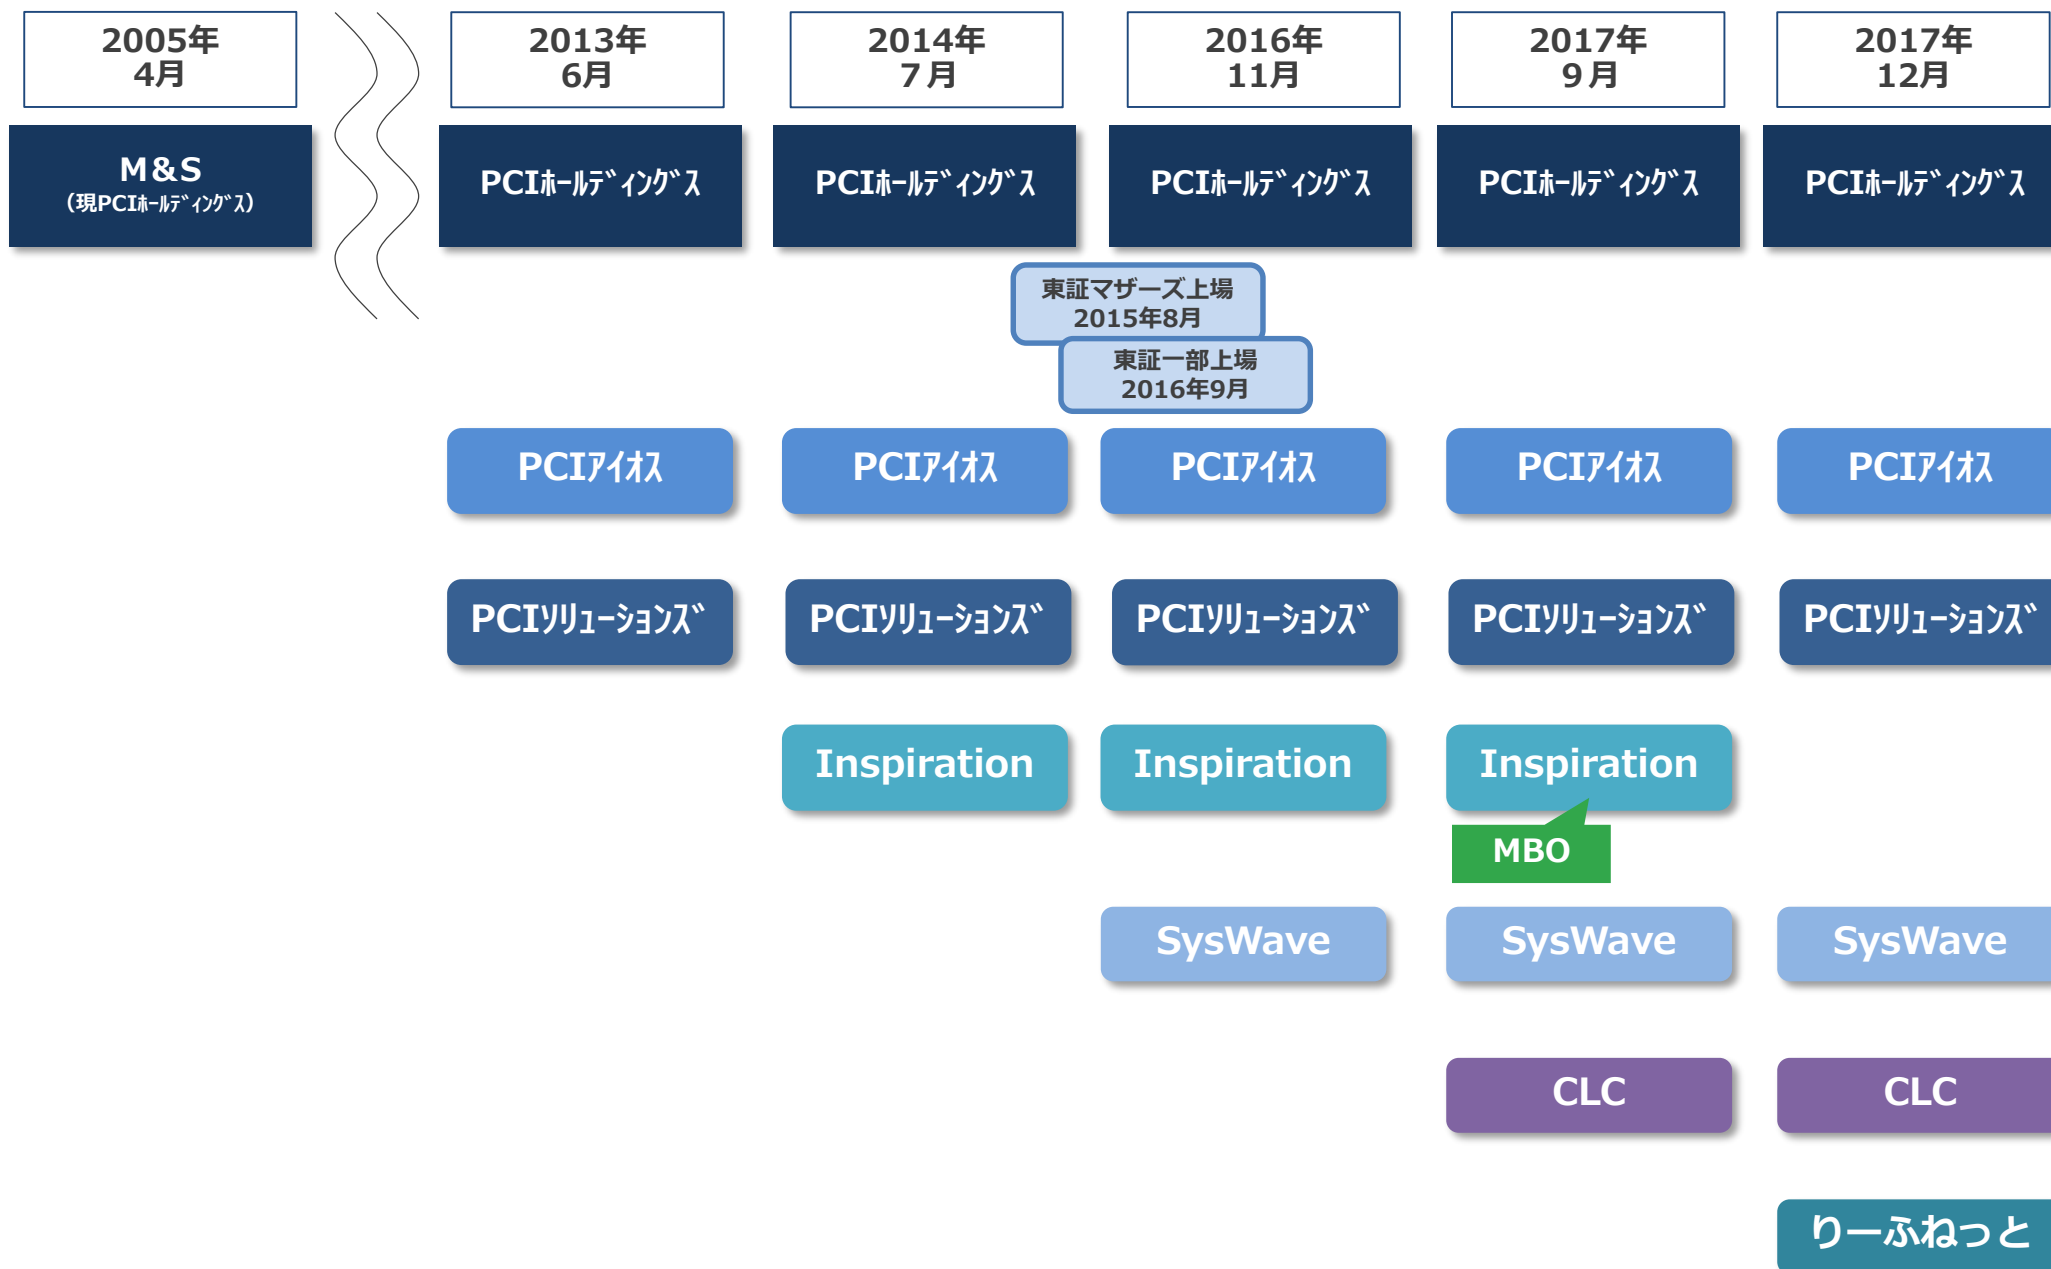 2005年
4月
2013年
6月
2014年
７月
2016年
11月
2017年
９月
2017年
12月
M&S
（現PCIﾎｰﾙﾃﾞｨﾝｸﾞｽ）
PCIﾎｰﾙﾃﾞｨﾝｸﾞｽ
PCIﾎｰﾙﾃﾞｨﾝｸﾞｽ
PCIﾎｰﾙﾃﾞｨﾝｸﾞｽ
PCIﾎｰﾙﾃﾞｨﾝｸﾞｽ
PCIﾎｰﾙﾃﾞｨﾝｸﾞｽ
東証マザーズ上場
2015年8月
東証一部上場
2016年9月
PCIｱｲｵｽ
PCIｱｲｵｽ
PCIｱｲｵｽ
PCIｱｲｵｽ
PCIｱｲｵｽ
PCIｿﾘｭｰｼｮﾝｽﾞ
PCIｿﾘｭｰｼｮﾝｽﾞ
PCIｿﾘｭｰｼｮﾝｽﾞ
PCIｿﾘｭｰｼｮﾝｽﾞ
PCIｿﾘｭｰｼｮﾝｽﾞ
Inspiration
Inspiration
Inspiration
MBO
SysWave
SysWave
SysWave
CLC
CLC
りーふねっと